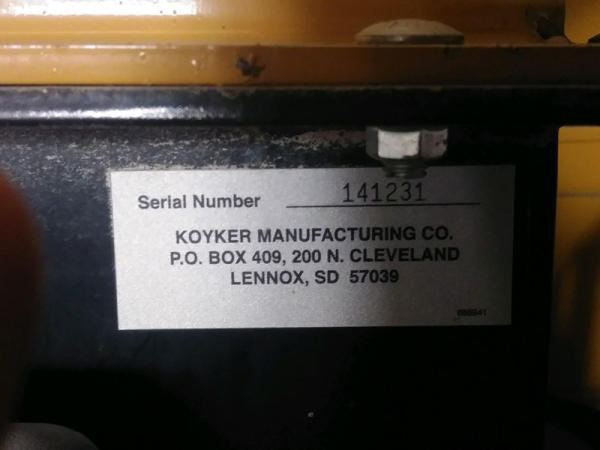 Serial Number 141231
KOYKER MANUFACTURING CO.
P.O. BOX 409, 200 N. CLEVELAND
LENNOX, SD 57039